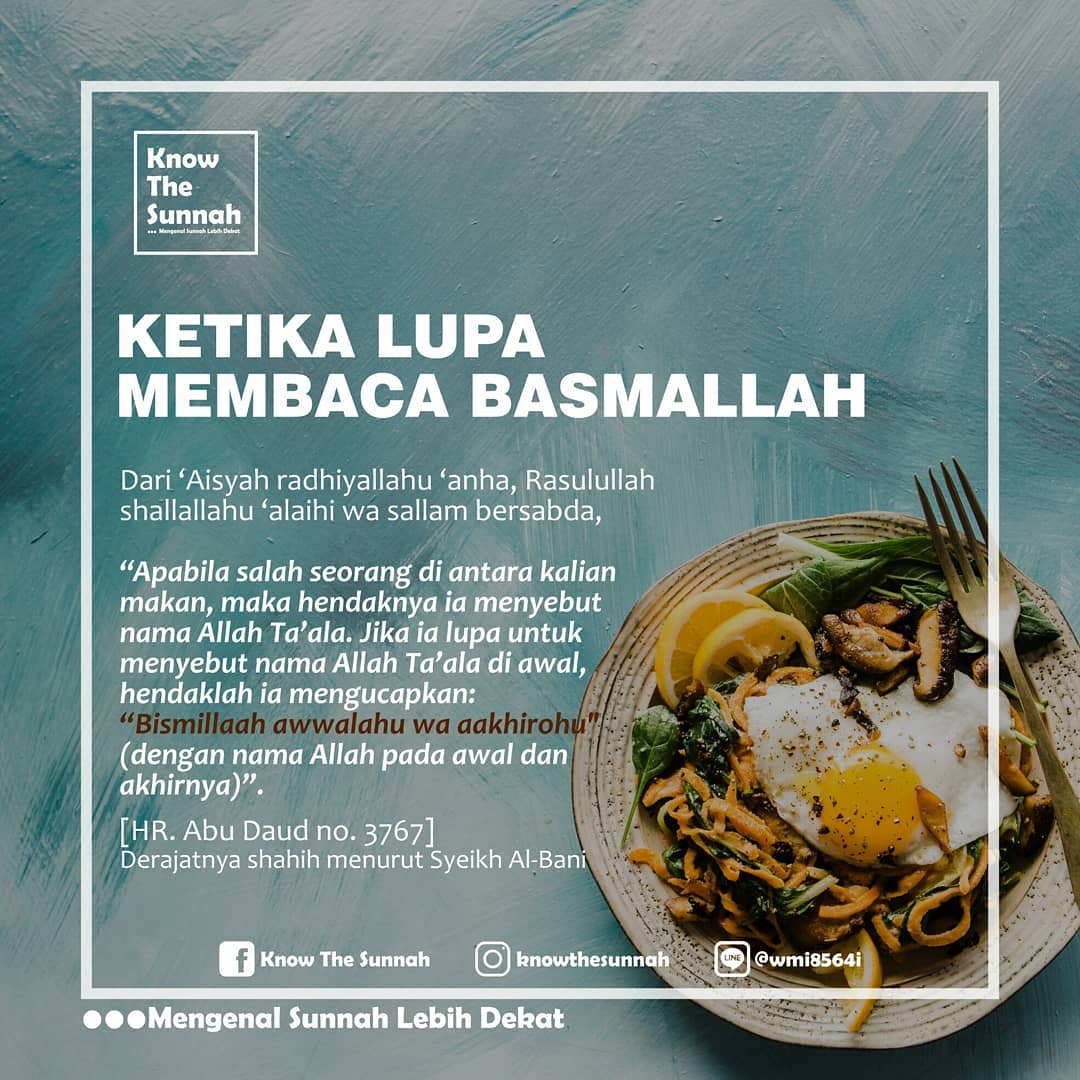 Know
The
Sunnah
••• Mengenal Sunnah Lebih Dekat
KETIKA LUPA
MEMBACA BASMALLAH
Dari ‘Aisyah radhiyallahu ‘anha, Rasulullah
shallallahu ‘alaihi wa sallam bersabda,
“Apabila salah seorang di antara kalian
makan, maka hendaknya ia menyebut
nama Allah Ta’ala. Jika ia lupa untuk
menyebut nama Allah Ta’ala di awal,
hendaklah ia mengucapkan:
“Bismillaah awwalahu wa aakhirohu"
(dengan nama Allah pada awal dan
akhirnya)”.
[HR. Abu Daud no. 3767]
Derajatnya shahih menurut Syeikh Al-Bani
f Know The Sunnah knowthesunnah LINE @wmi8564i
●●●Mengenal Sunnah Lebih Dekat